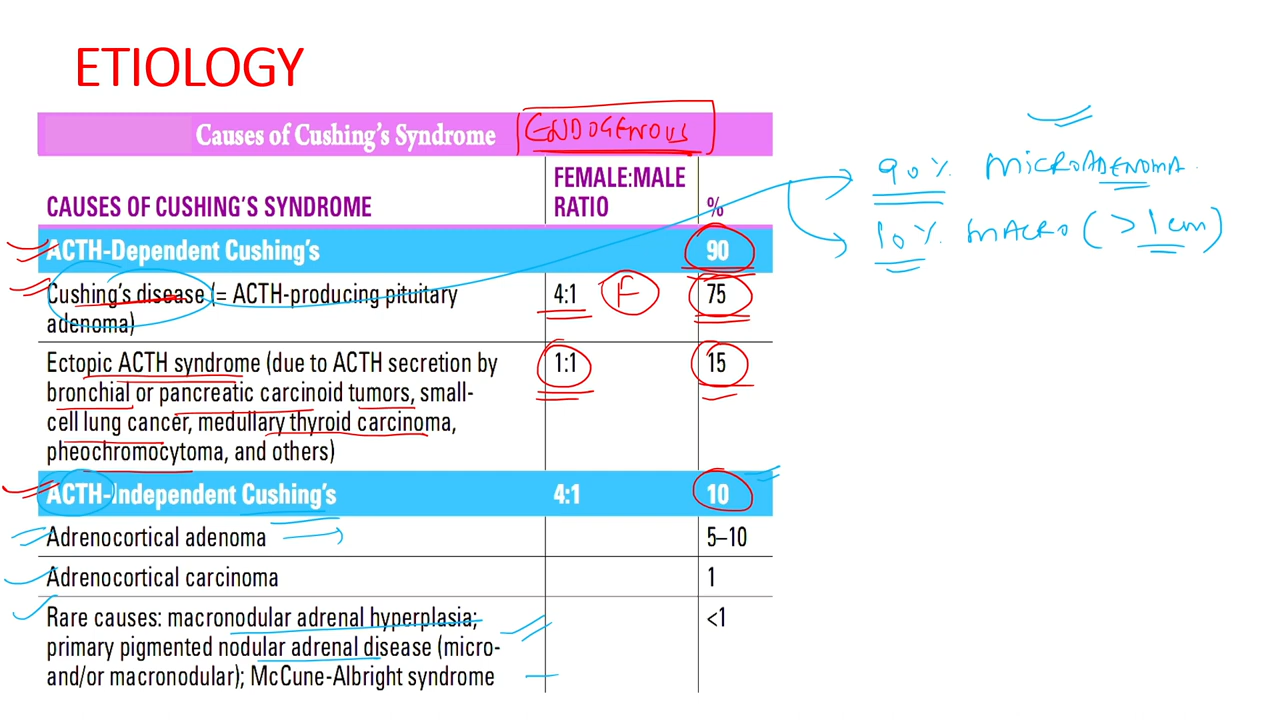 ETIOLOGY
Causes of Cushing's Syndrome ENDOGENOUS
CAUSES OF CUSHING'S SYNDROME
FEMALE:MALE
RATIO
%
ACTH-Dependent Cushing's 90
Cushing's disease (= ACTH-producing pituitary
adenoma)
4:1 F 75
Ectopic ACTH syndrome (due to ACTH secretion by
bronchial or pancreatic carcinoid tumors, small-
cell lung cancer, medullary thyroid carcinoma,
pheochromocytoma, and others)
1:1 15
ACTH-Independent Cushing's 4:1 10
Adrenocortical adenoma 5–10
Adrenocortical carcinoma 1
Rare causes: macronodular adrenal hyperplasia;
primary pigmented nodular adrenal disease (micro-
and/or macronodular); McCune-Albright syndrome
<1
90% MICROADENOMA
10% MACRO (>1cm)